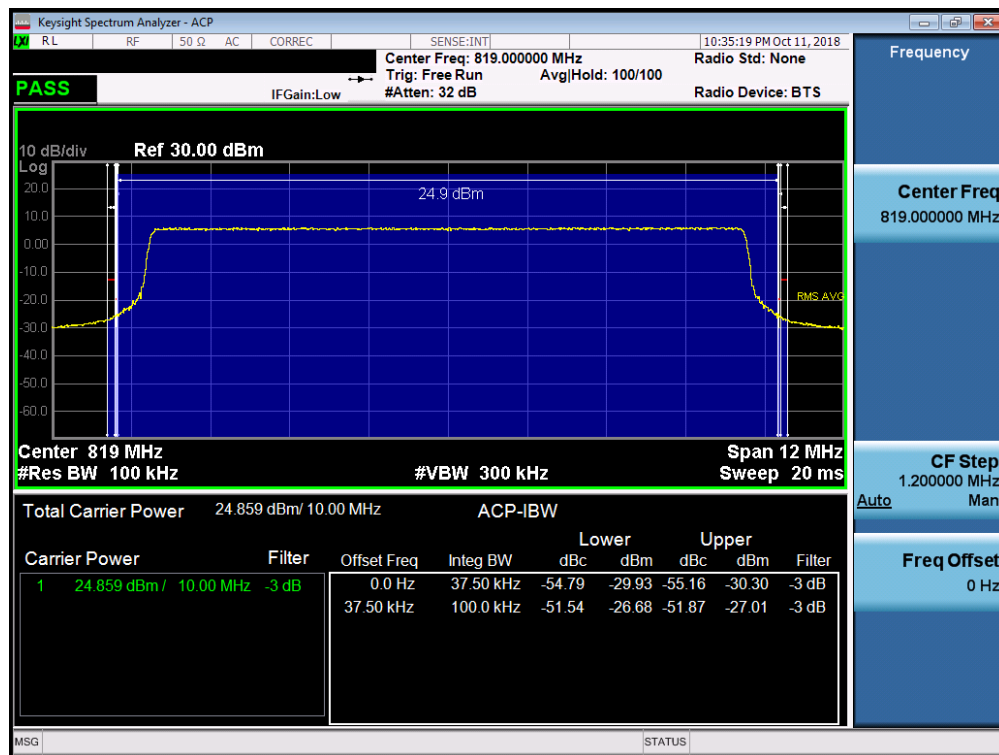 Keysight Spectrum Analyzer - ACP
LXI RL RF 50 Ω AC CORREC SENSE:INT 10:35:19 PM Oct 11, 2018
Center Freq: 819.000000 MHz Radio Std: None
Trig: Free Run Avg|Hold: 100/100
PASS IFGain:Low #Atten: 32 dB Radio Device: BTS
10 dB/div Ref 30.00 dBm
Log
20.0
10.0
0.00
-10.0
-20.0
-30.0
-40.0
-50.0
-60.0
24.9 dBm
RMS AVG
Center 819 MHz Span 12 MHz
#Res BW 100 kHz #VBW 300 kHz Sweep 20 ms
Total Carrier Power 24.859 dBm/ 10.00 MHz ACP-IBW
Lower Upper
Carrier Power Filter Offset Freq Integ BW dBc dBm dBc dBm Filter
1 24.859 dBm / 10.00 MHz -3 dB 0.0 Hz 37.50 kHz -54.79 -29.93 -55.16 -30.30 -3 dB
37.50 kHz 100.0 kHz -51.54 -26.68 -51.87 -27.01 -3 dB
MSG STATUS
Frequency
Center Freq
819.000000 MHz
CF Step
1.200000 MHz
Auto Man
Freq Offset
0 Hz